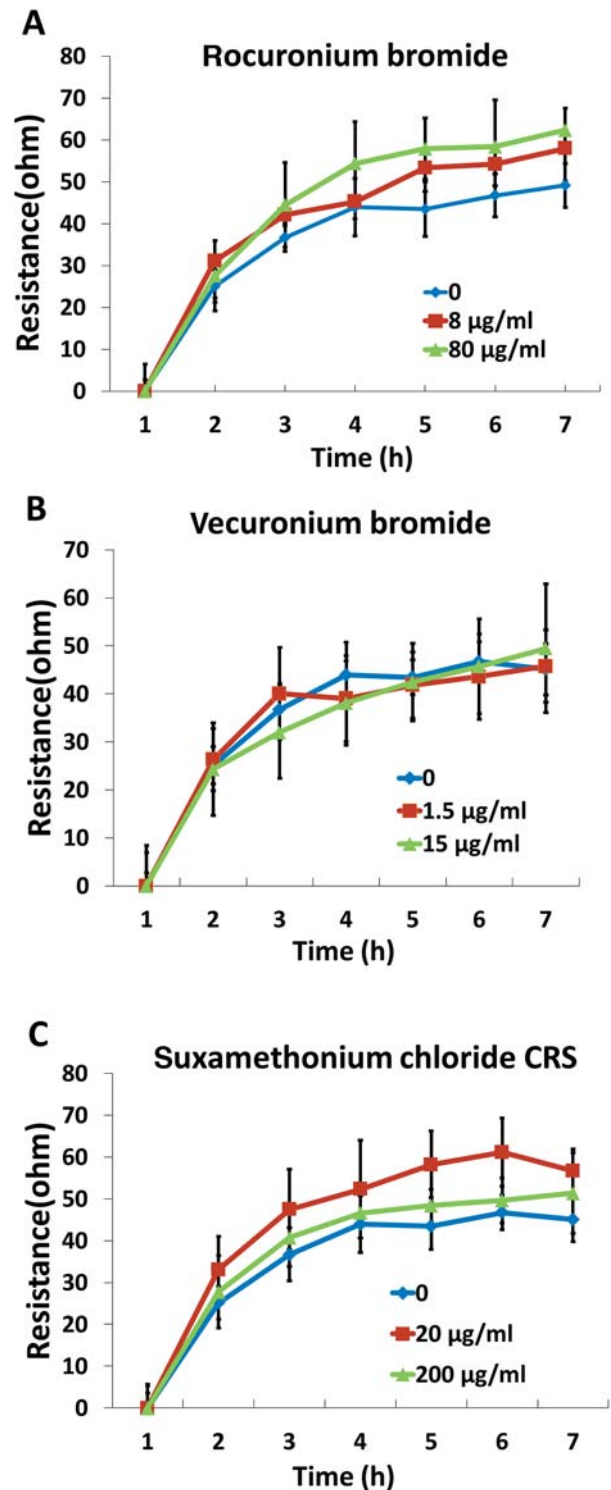 A
Rocuronium bromide
80
70
60
50
40
30
20
10
0
Resistance(ohm)
0
8 µg/ml
80 µg/ml
1 2 3 4 5 6 7
Time (h)
B
Vecuronium bromide
70
60
50
40
30
20
10
0
Resistance(ohm)
0
1.5 µg/ml
15 µg/ml
1 2 3 4 5 6 7
Time (h)
C
Suxamethonium chloride CRS
80
70
60
50
40
30
20
10
0
Resistance(ohm)
0
20 µg/ml
200 µg/ml
1 2 3 4 5 6 7
Time (h)